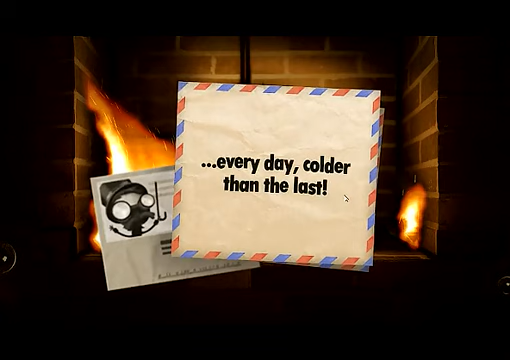 ...every day, colder
than the last!